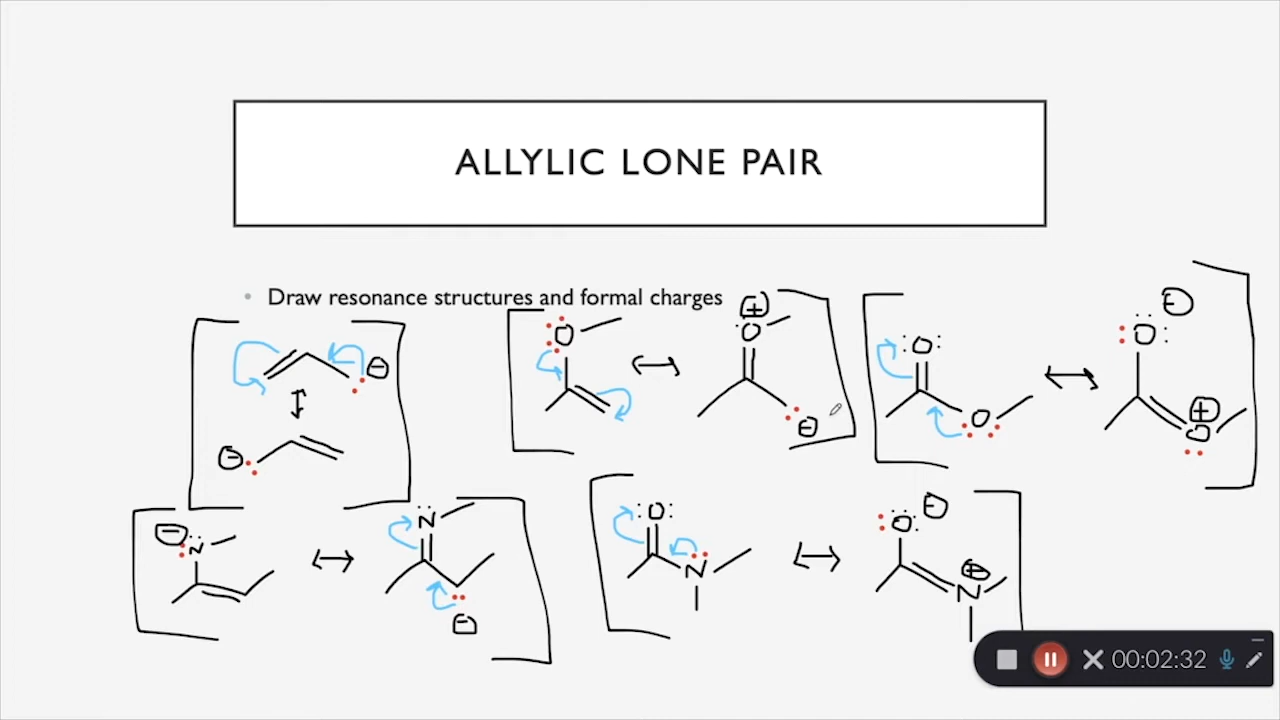 ALLYLIC LONE PAIR
• Draw resonance structures and formal charges
⊖
⊖
O
⊕
O
⊖
O
O
⊖
O
⊕
O
⊖
N
N
⊖
O
N
⊖
O
⊕
N
00:02:32